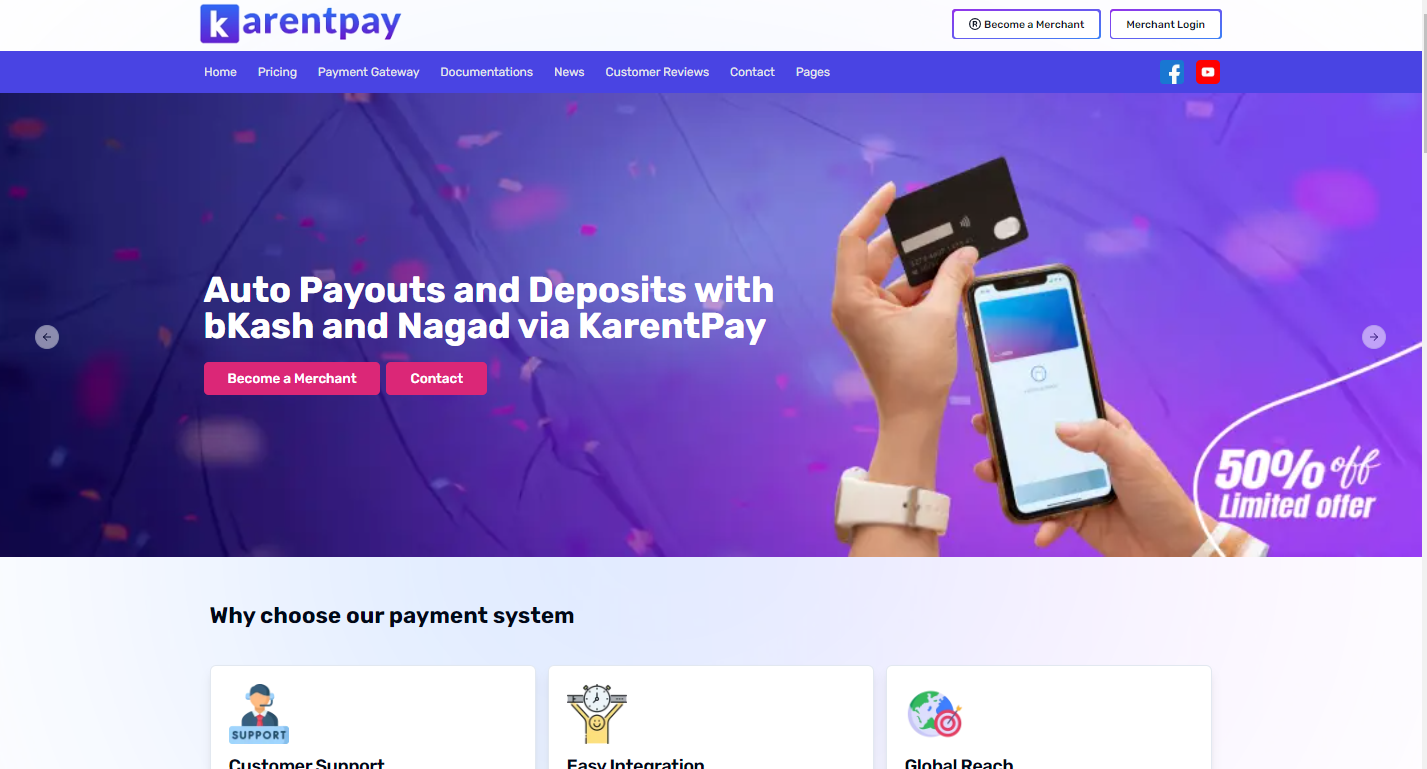 karentpay
® Become a Merchant
Merchant Login
Home Pricing Payment Gateway Documentations News Customer Reviews Contact Pages
Auto Payouts and Deposits with
bKash and Nagad via KarentPay
Become a Merchant Contact
50% off
Limited offer
Why choose our payment system
SUPPORT
Customer Support Easy Integration Global Reach